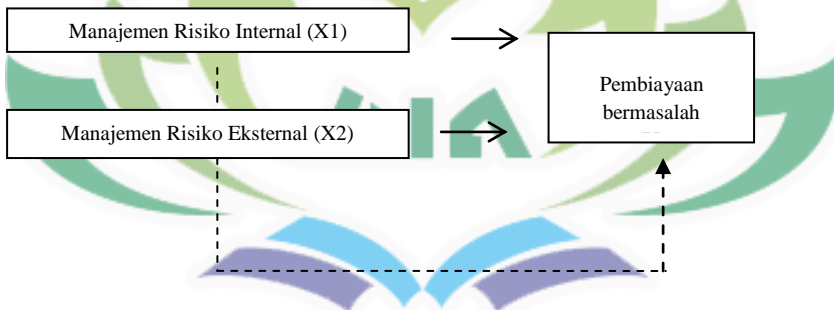 Manajemen Risiko Internal (X1)
Pembiayaan
bermasalah
Manajemen Risiko Eksternal (X2)